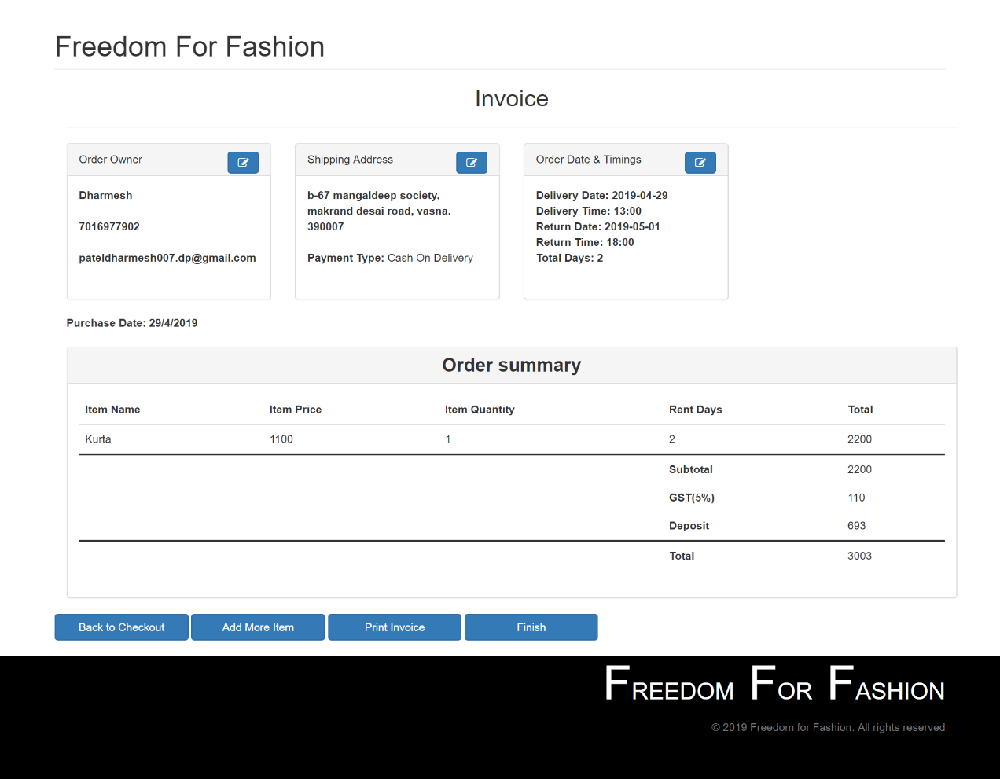 Freedom For Fashion
Invoice
Order Owner
Dharmesh
7016977902
pateldharmesh007.dp@gmail.com
Shipping Address
b-67 mangaldeep society,
makrand desai road, vasna.
390007
Payment Type: Cash On Delivery
Order Date & Timings
Delivery Date: 2019-04-29
Delivery Time: 13:00
Return Date: 2019-05-01
Return Time: 18:00
Total Days: 2
Purchase Date: 29/4/2019
Order summary
Item Name Item Price Item Quantity Rent Days Total
Kurta 1100 1 2 2200
Subtotal 2200
GST(5%) 110
Deposit 693
Total 3003
Back to Checkout Add More Item Print Invoice Finish
FREEDOM FOR FASHION
© 2019 Freedom for Fashion. All rights reserved